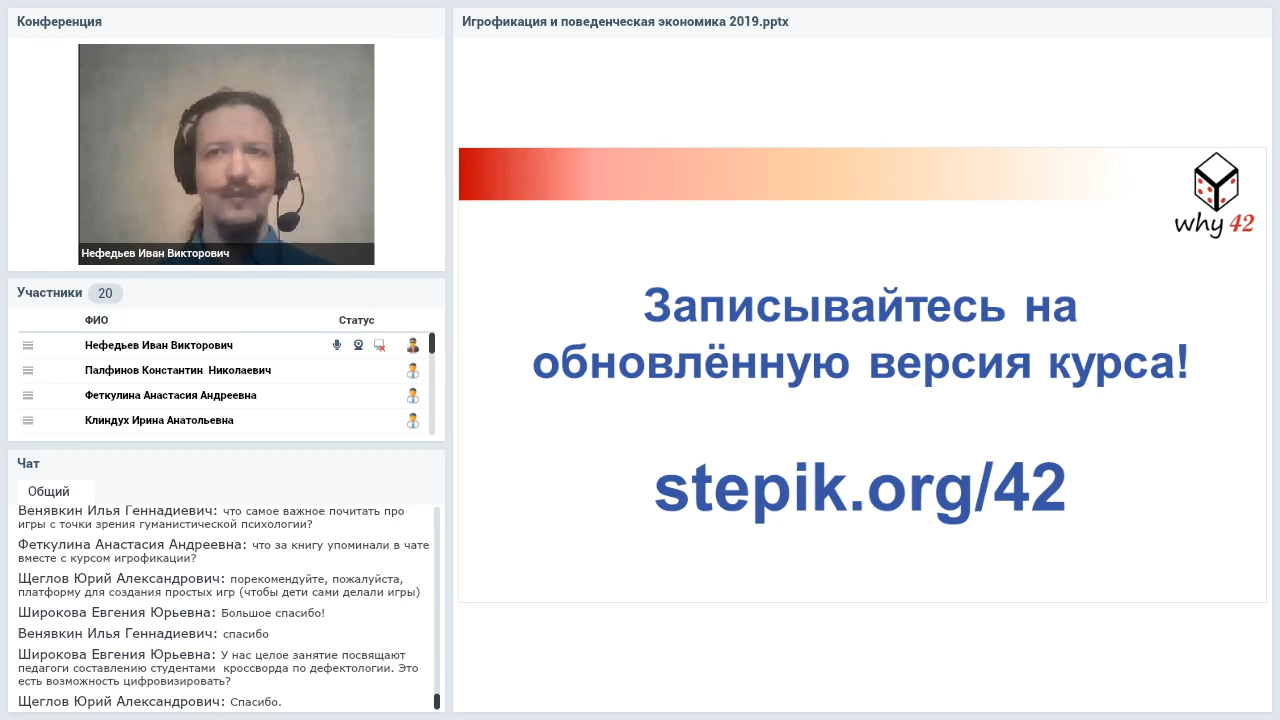 Конференция
Нефедьев Иван Викторович
Участники 20
ФИО Статус
Нефедьев Иван Викторович
Палфинов Константин Николаевич
Феткулина Анастасия Андреевна
Клиндух Ирина Анатольевна
Чат
Общий
Венявкин Илья Геннадиевич: что самое важное почитать про
игры с точки зрения гуманистической психологии?
Феткулина Анастасия Андреевна: что за книгу упоминали в чате
вместе с курсом игрофикации?
Щеглов Юрий Александрович: порекомендуйте, пожалуйста,
платформу для создания простых игр (чтобы дети сами делали игры)
Широкова Евгения Юрьевна: Большое спасибо!
Венявкин Илья Геннадиевич: спасибо
Широкова Евгения Юрьевна: У нас целое занятие посвящают
педагоги составлению студентами кроссворда по дефектологии. Это
есть возможность цифровизировать?
Щеглов Юрий Александрович: Спасибо.
Игрофикация и поведенческая экономика 2019.pptx
why 42
Записывайтесь на
обновлённую версия курса!
stepik.org/42